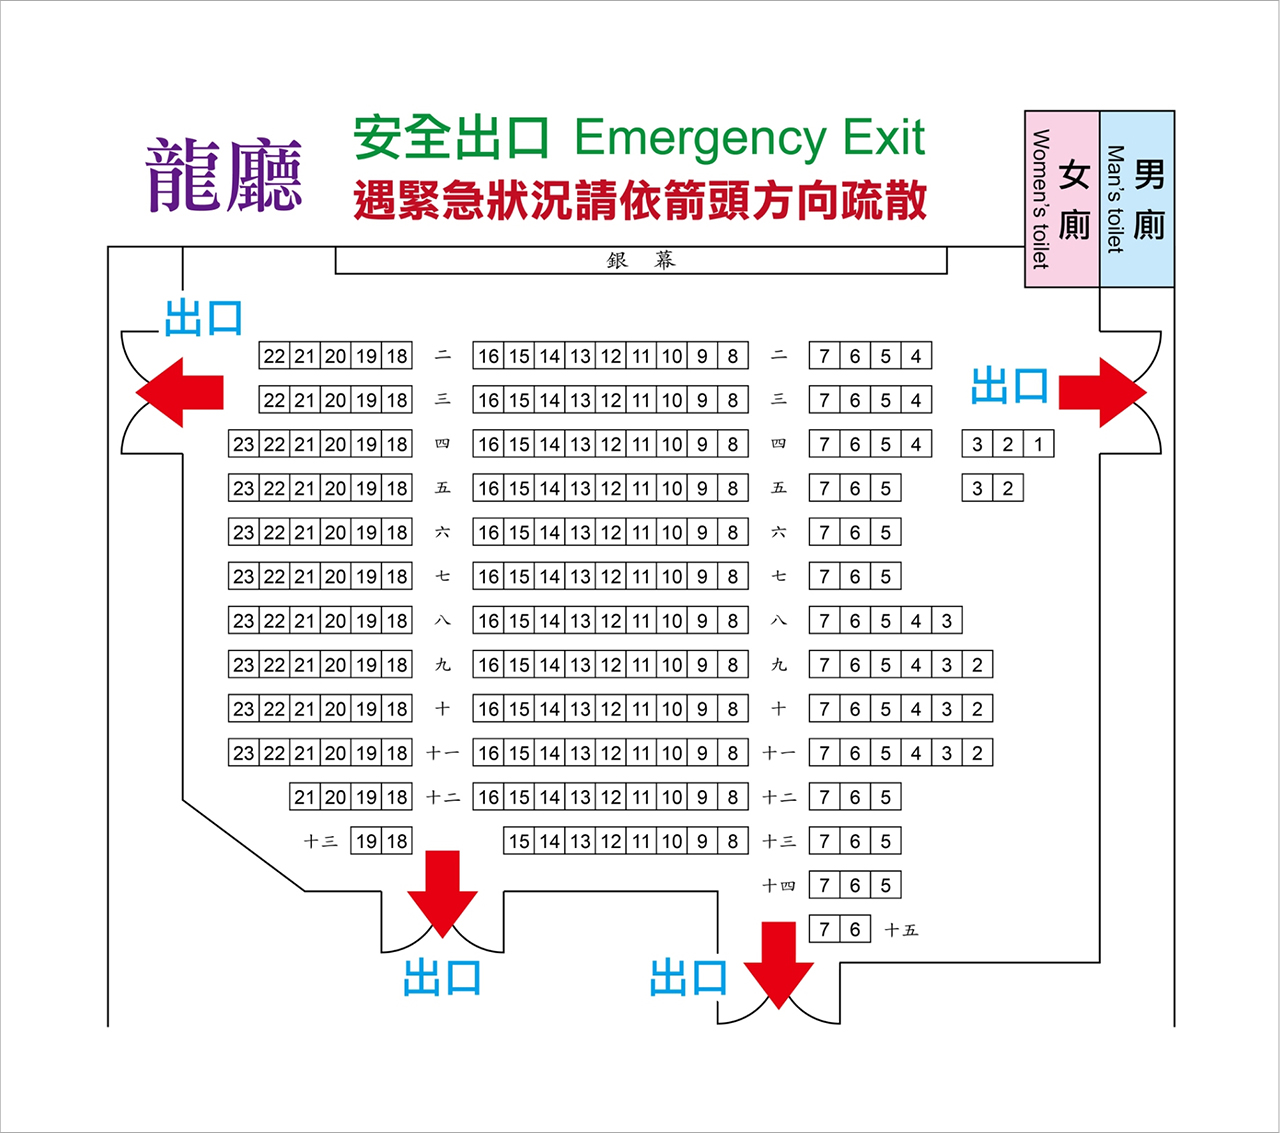 龍廳
安全出口 Emergency Exit
遇緊急狀況請依箭頭方向疏散
女廁 Women's toilet
男廁 Man's toilet
銀幕
出口
22 21 20 19 18 二 16 15 14 13 12 11 10 9 8 二 7 6 5 4
出口
22 21 20 19 18 三 16 15 14 13 12 11 10 9 8 三 7 6 5 4
23 22 21 20 19 18 四 16 15 14 13 12 11 10 9 8 四 7 6 5 4 3 2 1
23 22 21 20 19 18 五 16 15 14 13 12 11 10 9 8 五 7 6 5 3 2
23 22 21 20 19 18 六 16 15 14 13 12 11 10 9 8 六 7 6 5
23 22 21 20 19 18 七 16 15 14 13 12 11 10 9 8 七 7 6 5
23 22 21 20 19 18 八 16 15 14 13 12 11 10 9 8 八 7 6 5 4 3
23 22 21 20 19 18 九 16 15 14 13 12 11 10 9 8 九 7 6 5 4 3 2
23 22 21 20 19 18 十 16 15 14 13 12 11 10 9 8 十 7 6 5 4 3 2
23 22 21 20 19 18 十一 16 15 14 13 12 11 10 9 8 十一 7 6 5 4 3 2
21 20 19 18 十二 16 15 14 13 12 11 10 9 8 十二 7 6 5
十三 19 18 15 14 13 12 11 10 9 8 十三 7 6 5
十四 7 6 5
7 6 十五
出口
出口